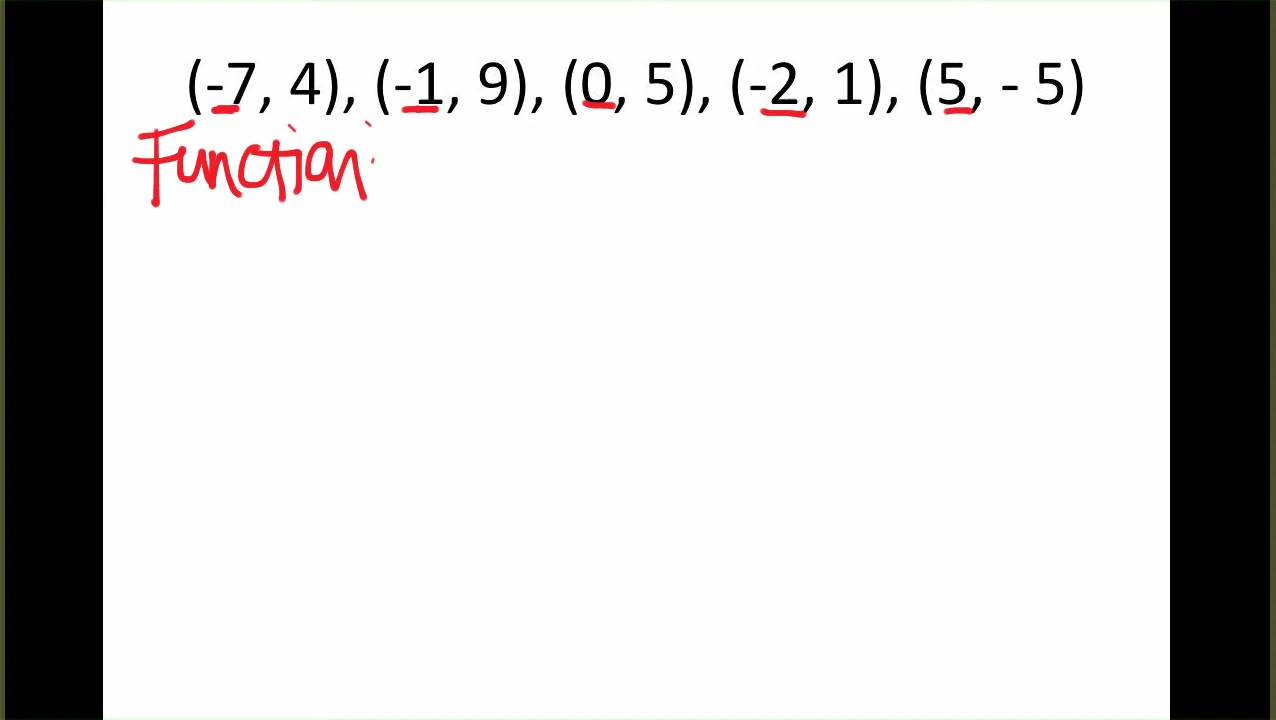 (-7, 4), (-1, 9), (0, 5), (-2, 1), (5, - 5)
Function